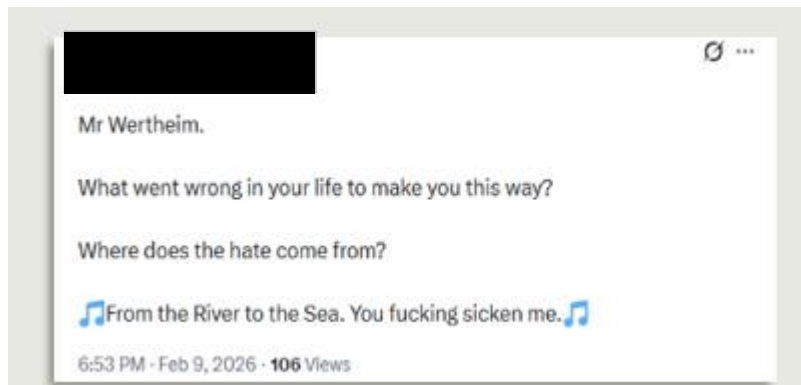 Mr Wertheim.
What went wrong in your life to make you this way?
Where does the hate come from?
🎵From the River to the Sea. You fucking sicken me.🎵
6:53 PM · Feb 9, 2026 · 106 Views